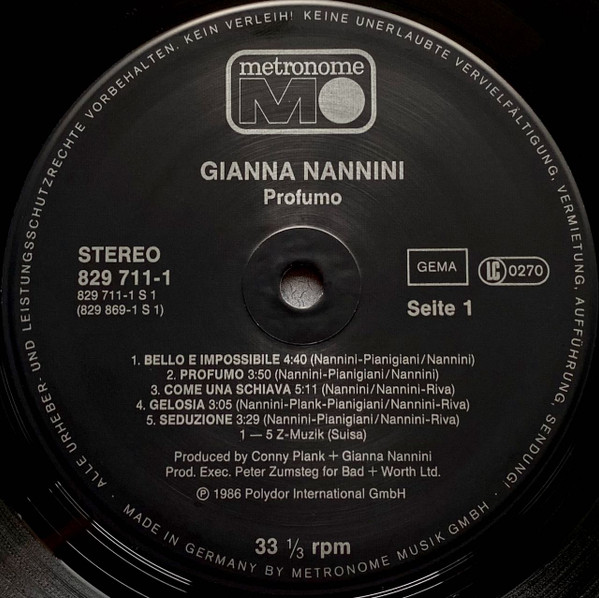 ALLE URHEBER- UND LEISTUNGSSCHUTZRECHTE VORBEHALTEN. KEIN VERLEIH! KEINE UNERLAUBTE VERVIELFÄLTIGUNG, VERMIETUNG, AUFFÜHRUNG, SENDUNG!
metronome
MO
GIANNA NANNINI
Profumo
STEREO
829 711-1
829 711-1 S 1
(829 869-1 S 1)
GEMA
LC 0270
Seite 1
1. BELLO E IMPOSSIBILE 4:40 (Nannini-Pianigiani/Nannini)
2. PROFUMO 3:50 (Nannini-Pianigiani/Nannini)
3. COME UNA SCHIAVA 5:11 (Nannini/Nannini-Riva)
4. GELOSIA 3:05 (Nannini-Plank-Pianigiani/Nannini-Riva)
5. SEDUZIONE 3:29 (Nannini-Pianigiani/Nannini-Riva)
1 — 5 Z-Muzik (Suisa)
Produced by Conny Plank + Gianna Nannini
Prod. Exec. Peter Zumsteg for Bad + Worth Ltd.
Ⓟ 1986 Polydor International GmbH
33 1/3 rpm
· MADE IN GERMANY BY METRONOME MUSIK GMBH ·